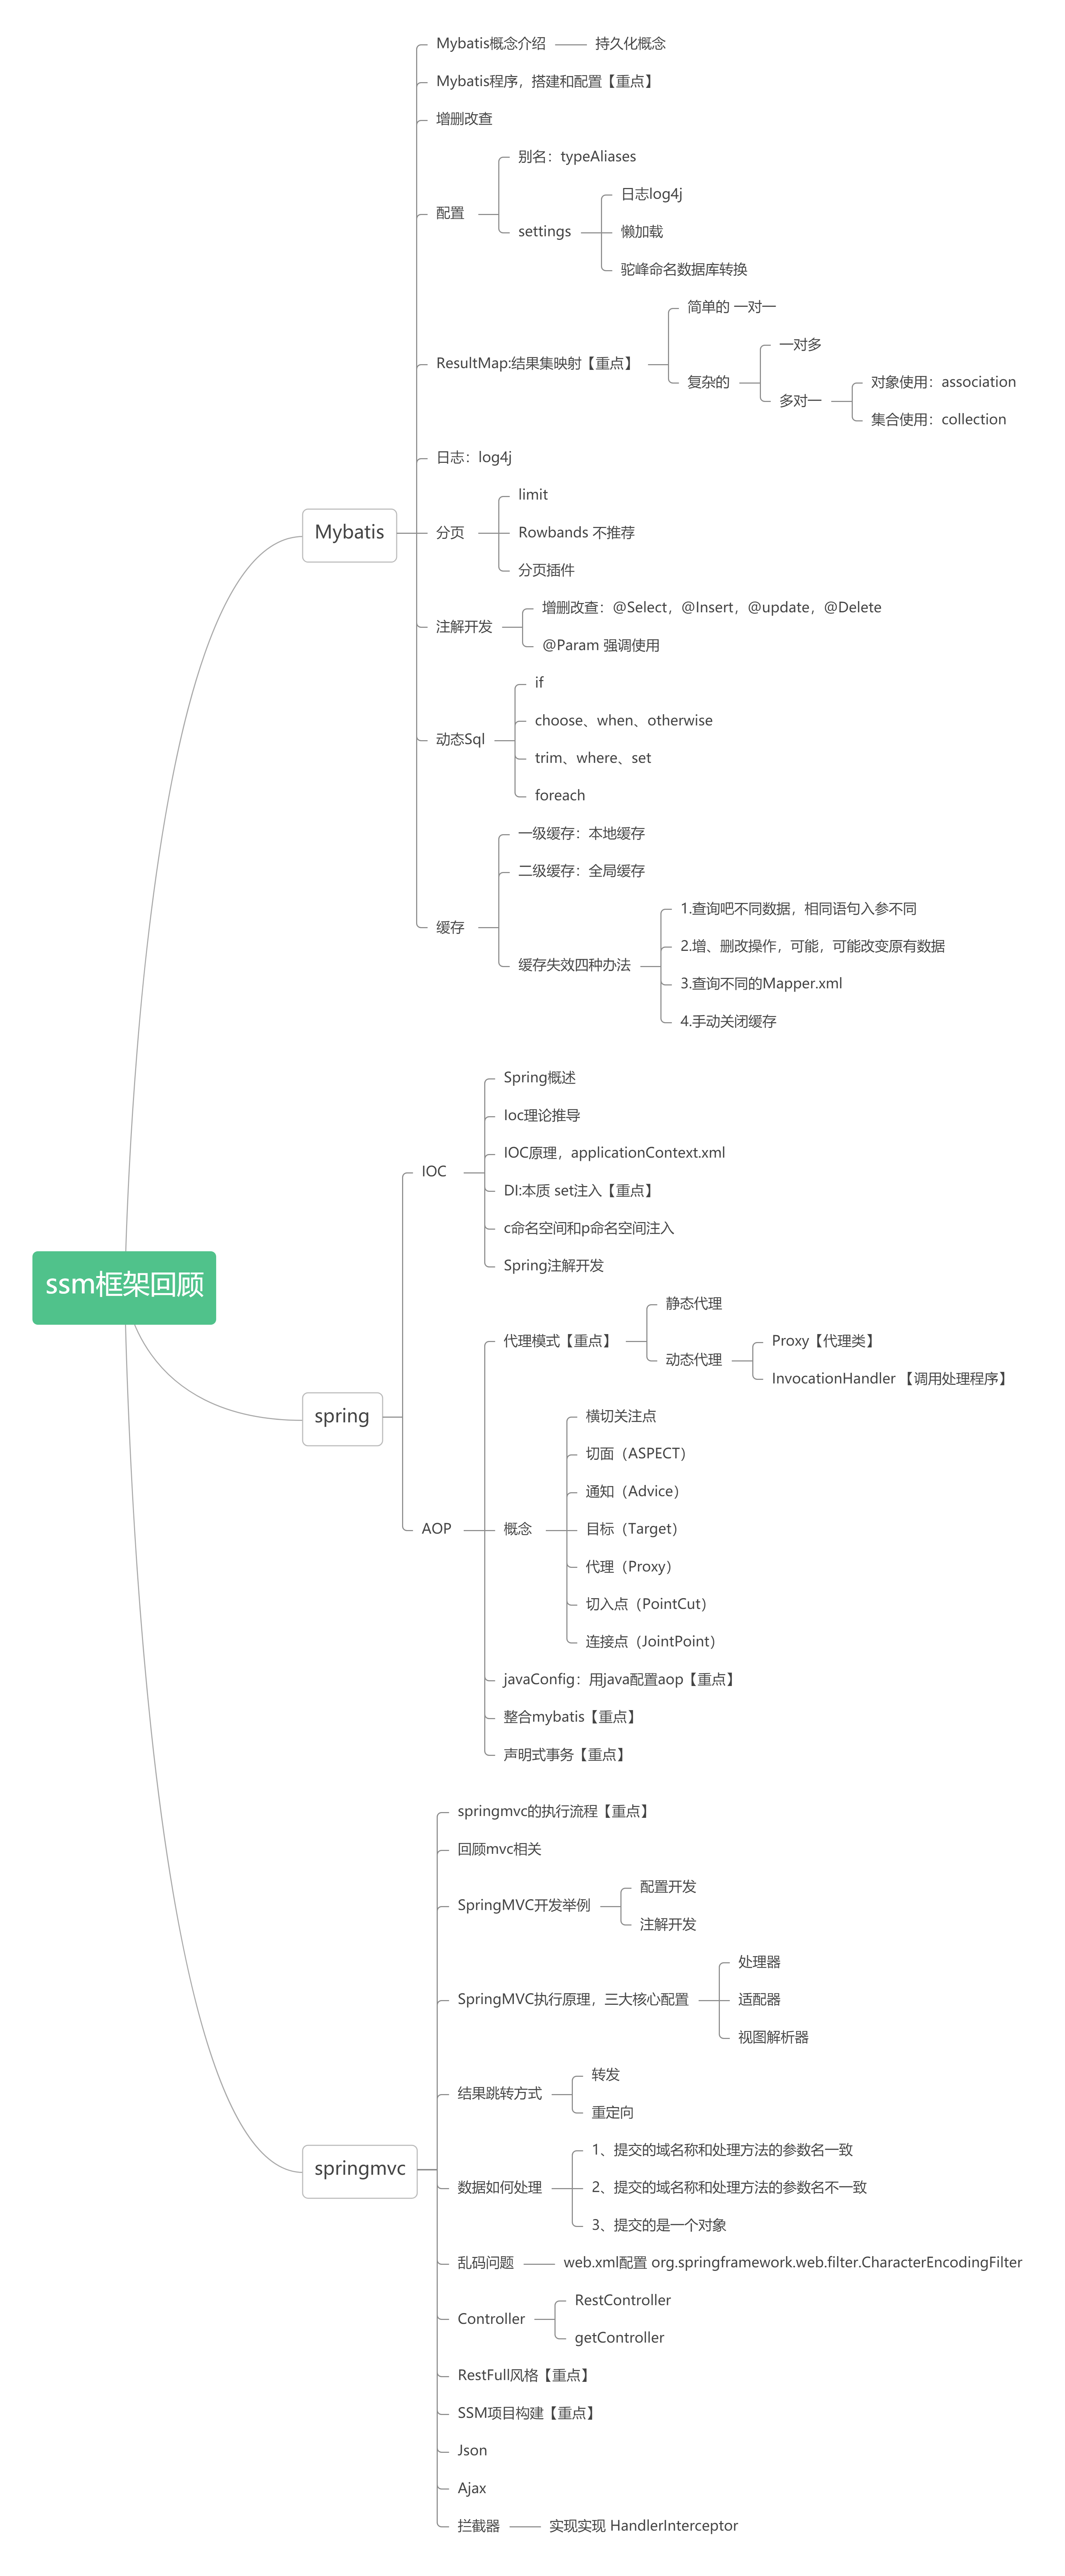 ssm框架回顾
Mybatis
Mybatis概念介绍
持久化概念
Mybatis程序，搭建和配置【重点】
增删改查
配置
别名：typeAliases
settings
日志log4j
懒加载
驼峰命名数据库转换
ResultMap:结果集映射【重点】
简单的 一对一
复杂的
一对多
多对一
对象使用：association
集合使用：collection
日志：log4j
分页
limit
Rowbands 不推荐
分页插件
注解开发
增删改查：@Select，@Insert，@update，@Delete
@Param 强调使用
动态Sql
if
choose、when、otherwise
trim、where、set
foreach
缓存
一级缓存：本地缓存
二级缓存：全局缓存
缓存失效四种办法
1.查询吧不同数据，相同语句入参不同
2.增、删改操作，可能，可能改变原有数据
3.查询不同的Mapper.xml
4.手动关闭缓存
spring
IOC
Spring概述
Ioc理论推导
IOC原理，applicationContext.xml
DI:本质 set注入【重点】
c命名空间和p命名空间注入
Spring注解开发
AOP
代理模式【重点】
静态代理
动态代理
Proxy【代理类】
InvocationHandler 【调用处理程序】
概念
横切关注点
切面（ASPECT）
通知（Advice）
目标（Target）
代理（Proxy）
切入点（PointCut）
连接点（JointPoint）
javaConfig：用java配置aop【重点】
整合mybatis【重点】
声明式事务【重点】
springmvc
springmvc的执行流程【重点】
回顾mvc相关
SpringMVC开发举例
配置开发
注解开发
SpringMVC执行原理，三大核心配置
处理器
适配器
视图解析器
结果跳转方式
转发
重定向
数据如何处理
1、提交的域名称和处理方法的参数名一致
2、提交的域名称和处理方法的参数名不一致
3、提交的是一个对象
乱码问题
web.xml配置 org.springframework.web.filter.CharacterEncodingFilter
Controller
RestController
getController
RestFull风格【重点】
SSM项目构建【重点】
Json
Ajax
拦截器
实现实现 HandlerInterceptor